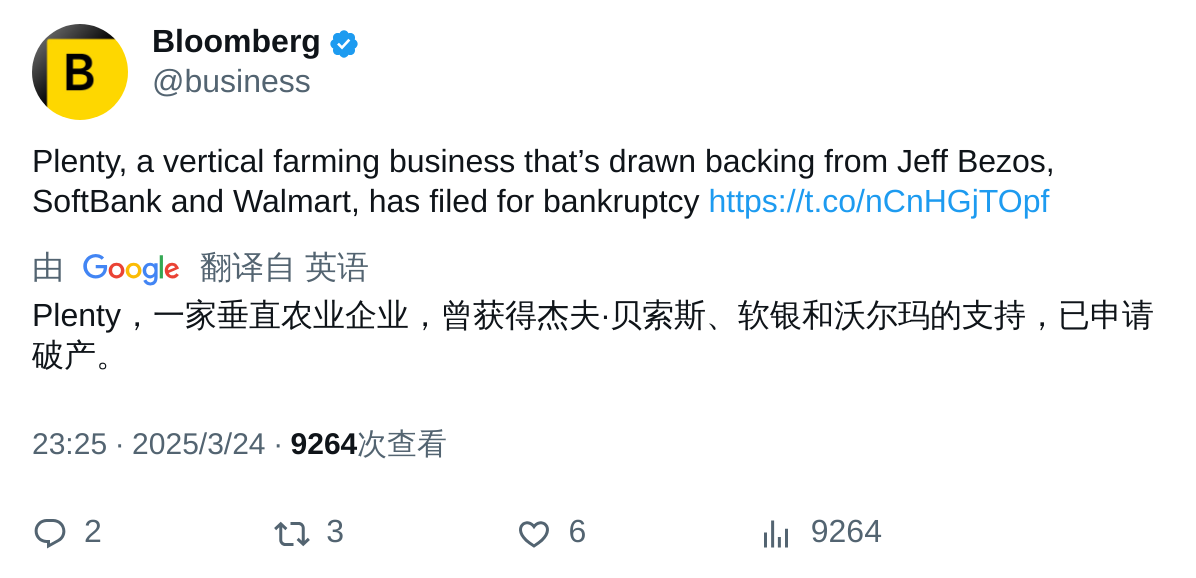 B
Bloomberg
@business
Plenty, a vertical farming business that’s drawn backing from Jeff Bezos,
SoftBank and Walmart, has filed for bankruptcy https://t.co/nCnHGjTOpf
由 Google 翻译自 英语
Plenty，一家垂直农业企业，曾获得杰夫·贝索斯、软银和沃尔玛的支持，已申请
破产。
23:25 · 2025/3/24 · 9264次查看
2 3 6 9264